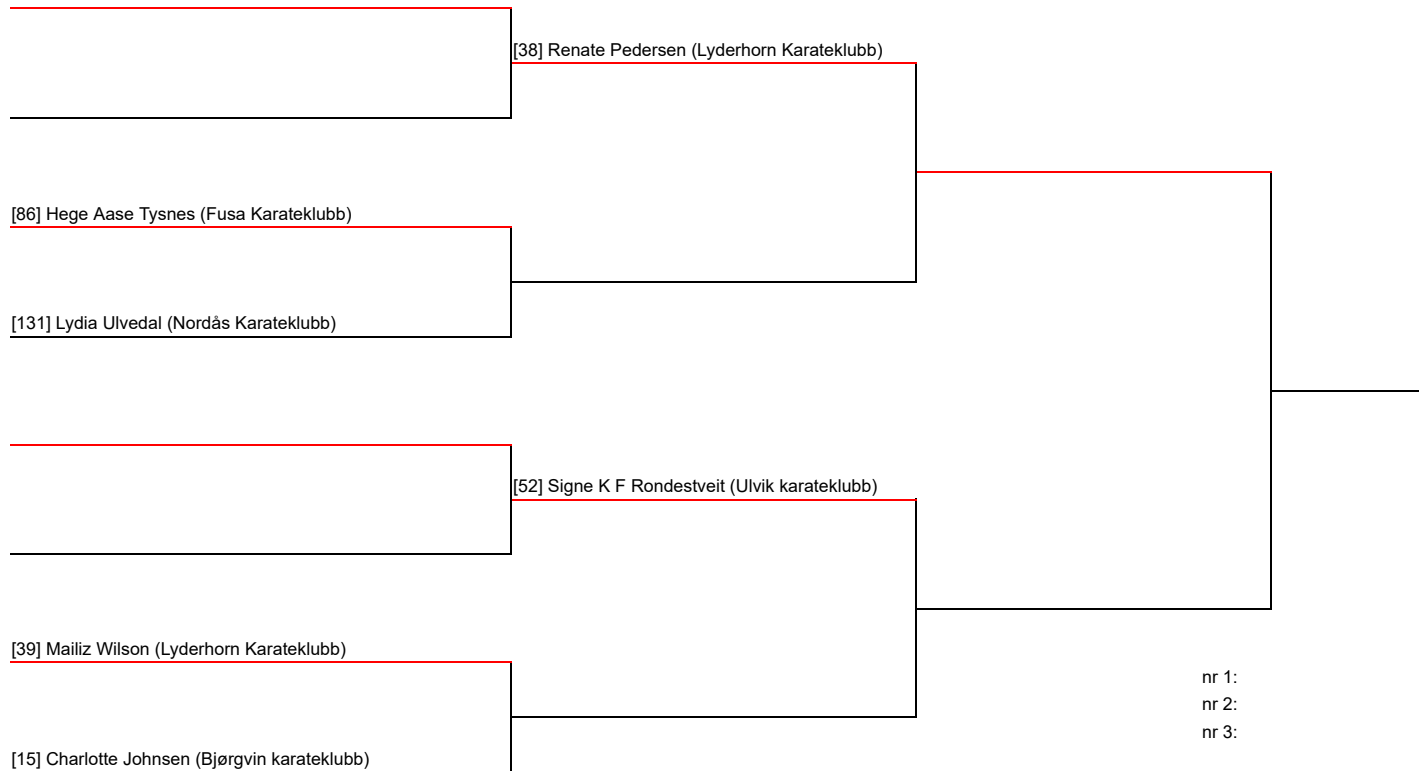 [38] Renate Pedersen (Lyderhorn Karateklubb)
[86] Hege Aase Tysnes (Fusa Karateklubb)
[131] Lydia Ulvedal (Nordås Karateklubb)
[52] Signe K F Rondestveit (Ulvik karateklubb)
[39] Mailiz Wilson (Lyderhorn Karateklubb)
nr 1:
nr 2:
nr 3:
[15] Charlotte Johnsen (Bjørgvin karateklubb)